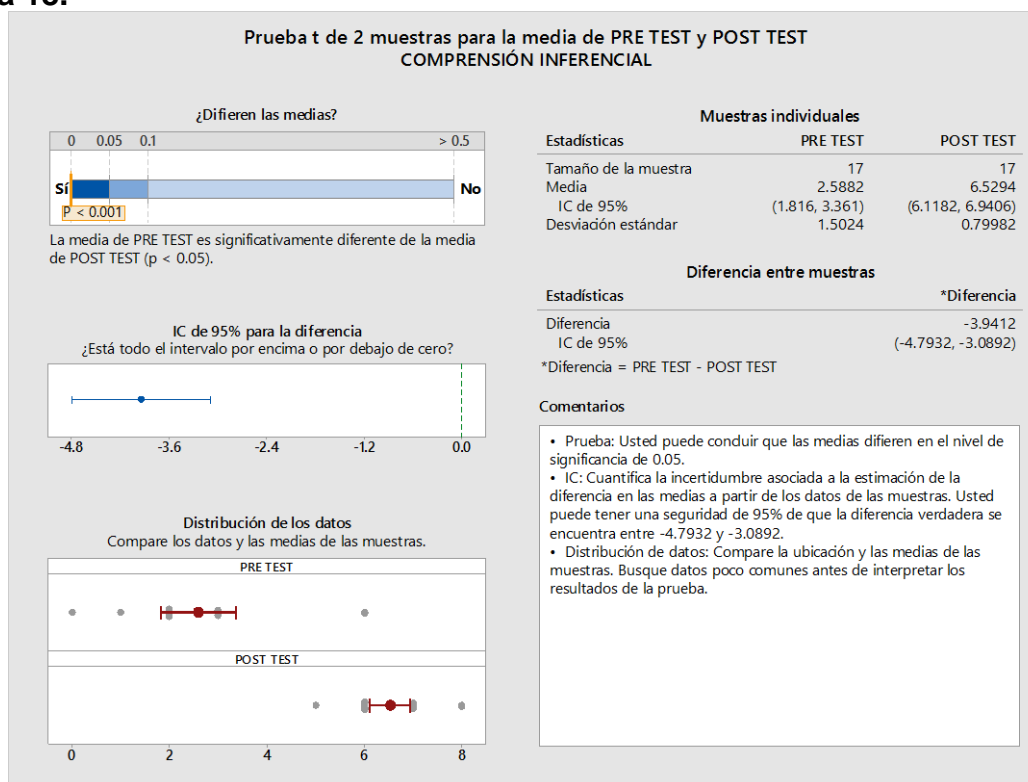 Prueba t de 2 muestras para la media de PRE TEST y POST TEST
COMPRENSIÓN INFERENCIAL
¿Difieren las medias?
0 0.05 0.1 > 0.5
Sí No
P < 0.001
La media de PRE TEST es significativamente diferente de la media
de POST TEST (p < 0.05).
IC de 95% para la diferencia
¿Está todo el intervalo por encima o por debajo de cero?
-4.8 -3.6 -2.4 -1.2 0.0
Distribución de los datos
Compare los datos y las medias de las muestras.
PRE TEST
POST TEST
0 2 4 6 8
Muestras individuales
Estadísticas PRE TEST POST TEST
Tamaño de la muestra 17 17
Media 2.5882 6.5294
IC de 95% (1.816, 3.361) (6.1182, 6.9406)
Desviación estándar 1.5024 0.79982
Diferencia entre muestras
Estadísticas *Diferencia
Diferencia -3.9412
IC de 95% (-4.7932, -3.0892)
*Diferencia = PRE TEST - POST TEST
Comentarios
• Prueba: Usted puede concluir que las medias difieren en el nivel de
significancia de 0.05.
• IC: Cuantifica la incertidumbre asociada a la estimación de la
diferencia en las medias a partir de los datos de las muestras. Usted
puede tener una seguridad de 95% de que la diferencia verdadera se
encuentra entre -4.7932 y -3.0892.
• Distribución de datos: Compare la ubicación y las medias de las
muestras. Busque datos poco comunes antes de interpretar los
resultados de la prueba.